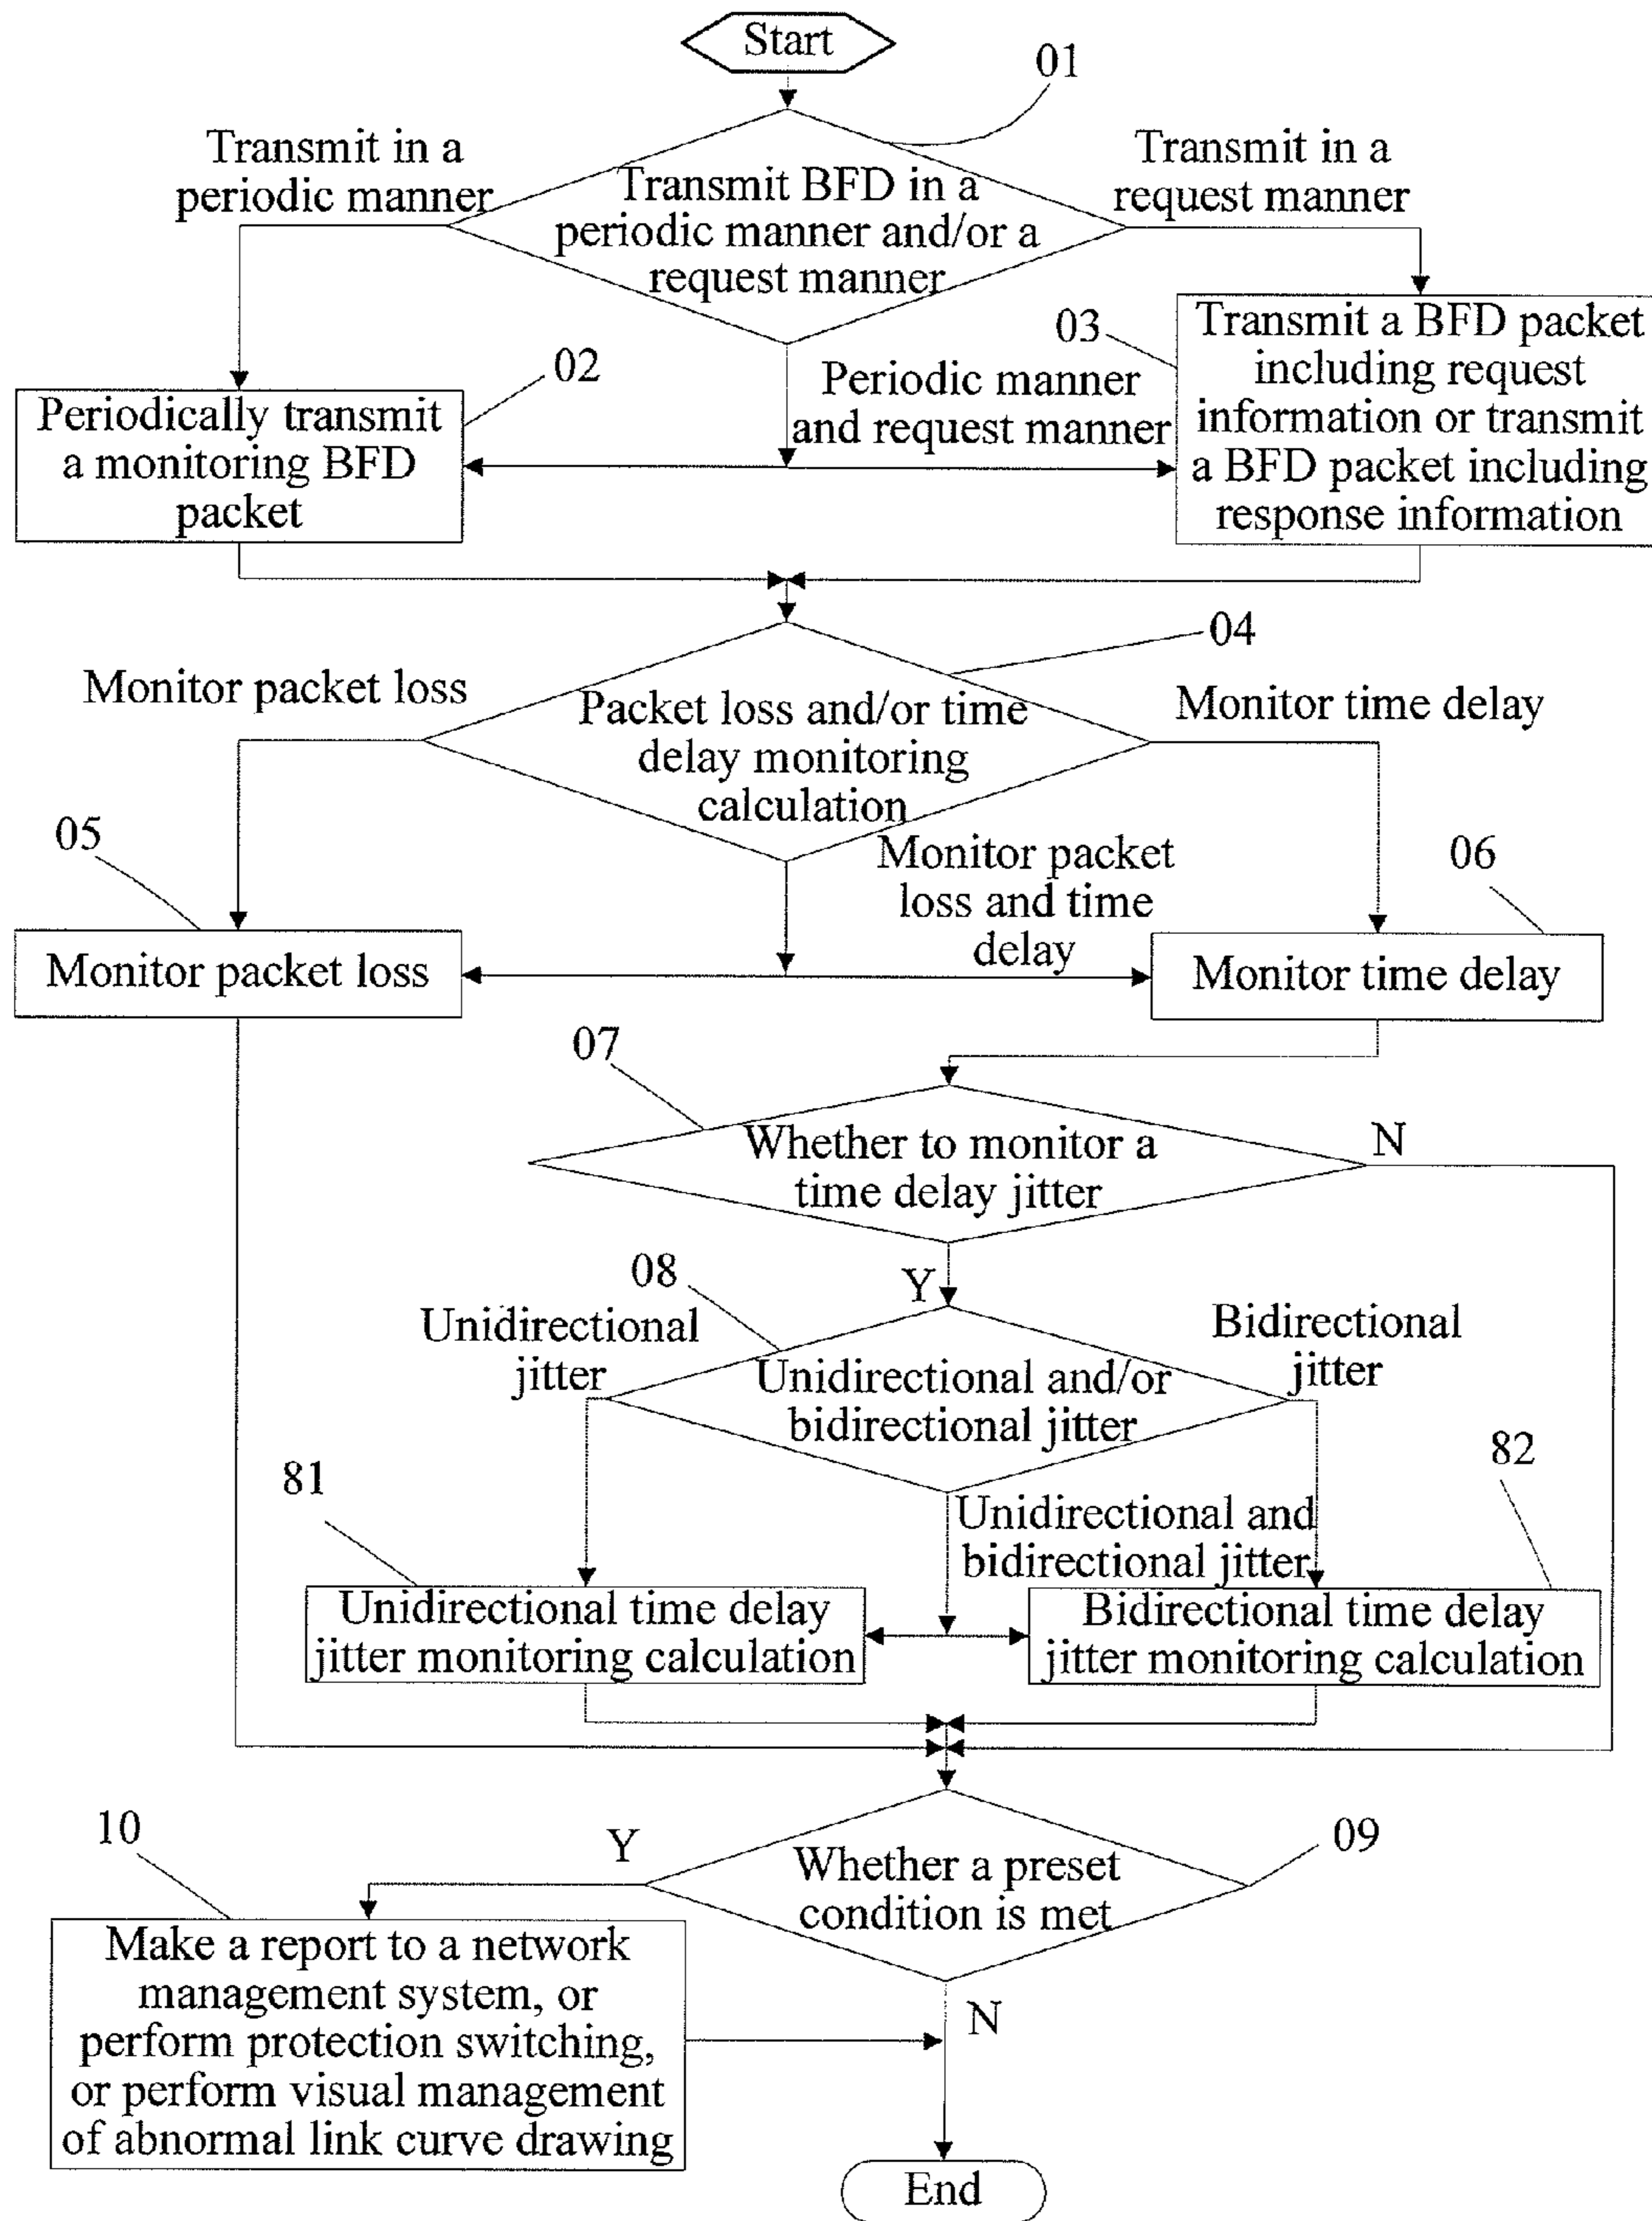 Start
01
Transmit in a
periodic manner
Transmit BFD in a
periodic manner and/or a
request manner
Transmit in a
request manner
02
Periodically transmit
a monitoring BFD
packet
Periodic manner
and request manner
03
Transmit a BFD packet
including request
information or transmit
a BFD packet including
response information
04
Monitor packet loss
Packet loss and/or time
delay monitoring
calculation
Monitor time delay
05
Monitor packet
loss and time
delay
06
Monitor packet loss
Monitor time delay
07
Whether to monitor a
time delay jitter
N
Y
08
Unidirectional
jitter
Unidirectional and/or
bidirectional jitter
Bidirectional
jitter
81
Unidirectional and
bidirectional jitter
82
Unidirectional time delay
jitter monitoring calculation
Bidirectional time delay
jitter monitoring calculation
10
Y
Whether a preset
condition is met
09
Make a report to a network
management system, or
perform protection switching,
or perform visual management
of abnormal link curve drawing
N
End